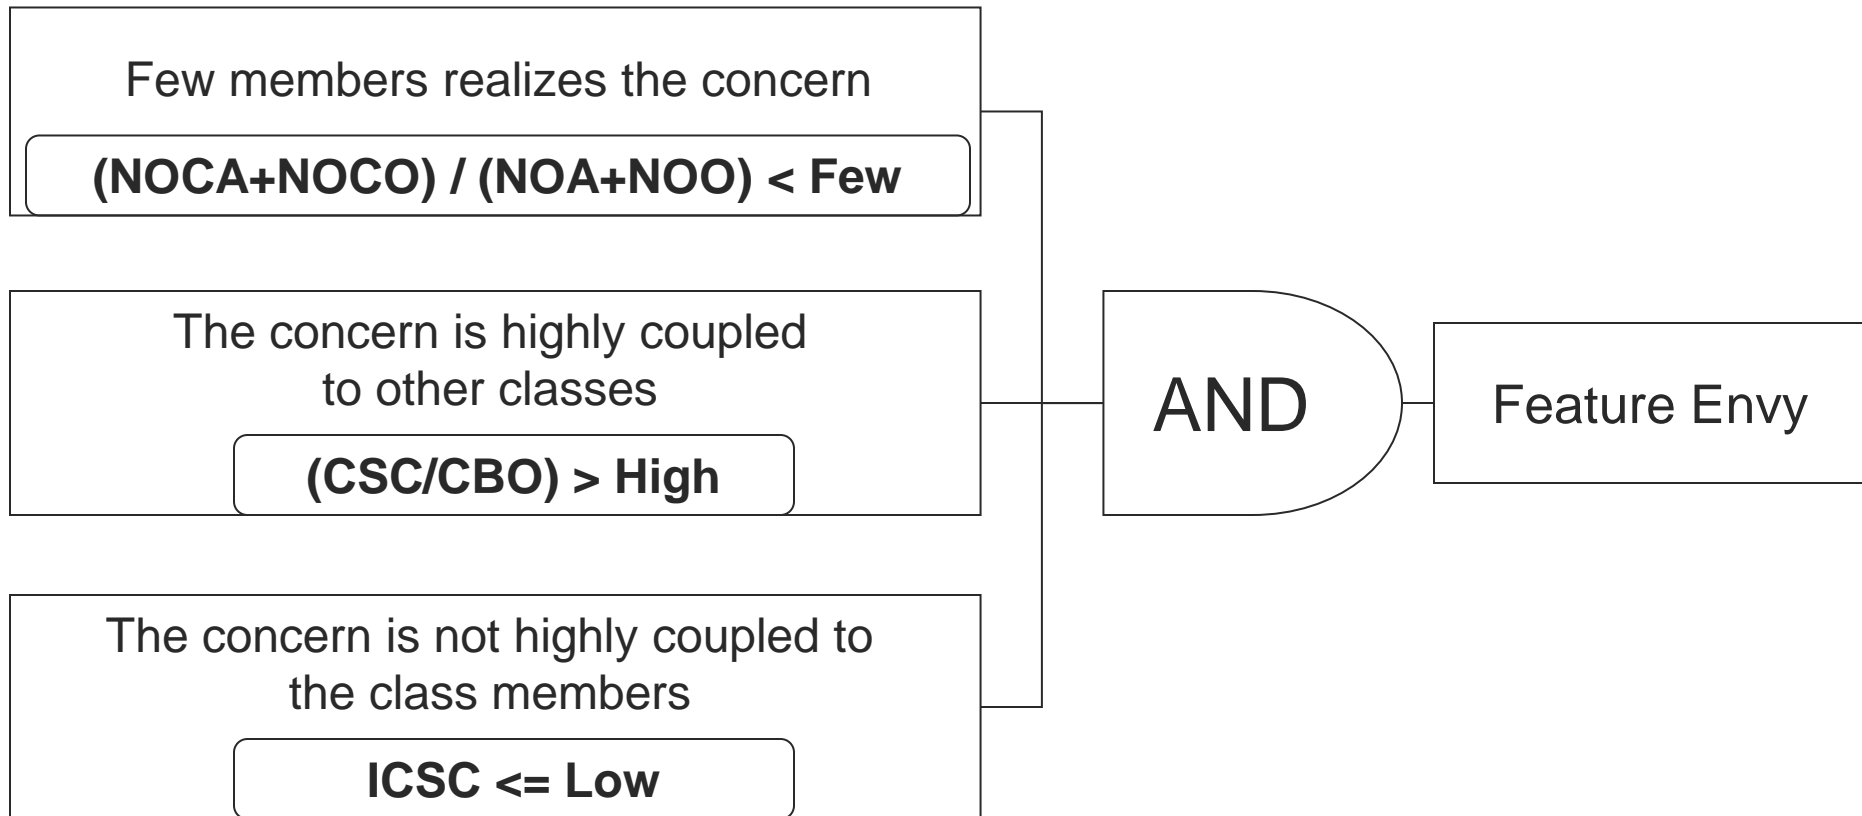 Few members realizes the concern
(NOCA+NOCO) / (NOA+NOO) < Few
The concern is highly coupled
to other classes
(CSC/CBO) > High
AND
Feature Envy
The concern is not highly coupled to
the class members
ICSC <= Low